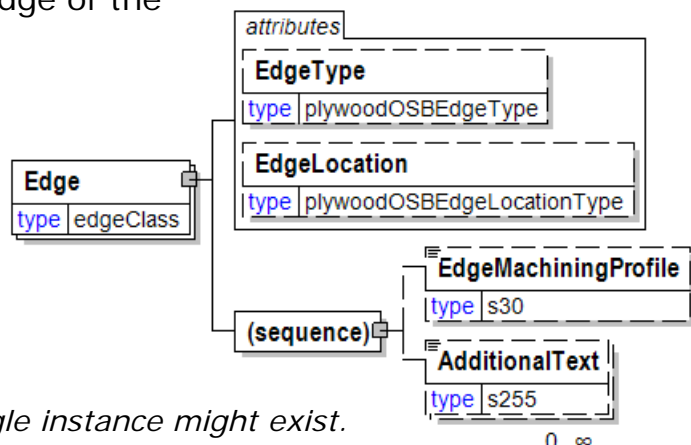 dge of the
attributes
EdgeType
type plywoodOSBEdgeType
EdgeLocation
type plywoodOSBEdgeLocationType
Edge
type edgeClass
EdgeMachiningProfile
type s30
(sequence)
AdditionalText
type s255
gle instance might exist.
0 ∞